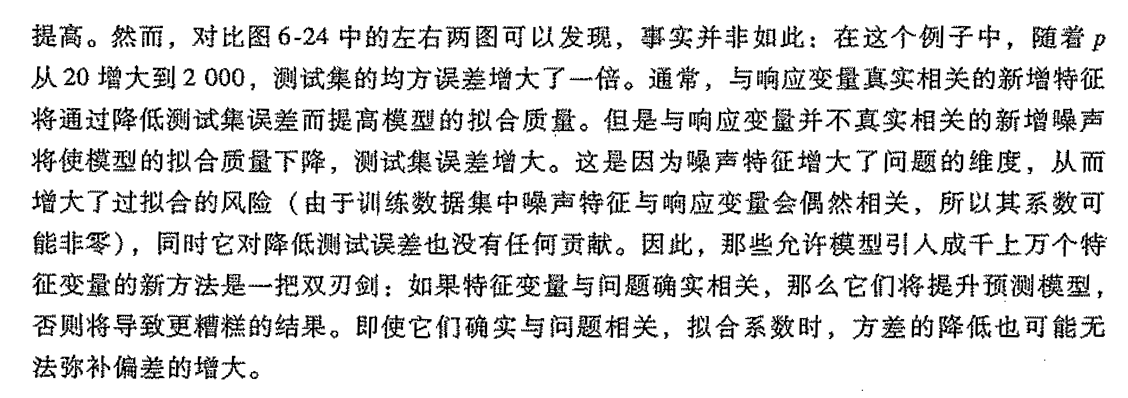 提高。然而，对比图 6-24 中的左右两图可以发现，事实并非如此：在这个例子中，随着 p
从 20 增大到 2 000，测试集的均方误差增大了一倍。通常，与响应变量真实相关的新增特征
将通过降低测试集误差而提高模型的拟合质量。但是与响应变量并不真实相关的新增噪声
将使模型的拟合质量下降，测试集误差增大。这是因为噪声特征增大了问题的维度，从而
增大了过拟合的风险（由于训练数据集中噪声特征与响应变量会偶然相关，所以其系数可
能非零），同时它对降低测试误差也没有任何贡献。因此，那些允许模型引人成千上万个特
征变量的新方法是一把双刃剑：如果特征变量与问题确实相关，那么它们将提升预测模型，
否则将导致更糟糕的结果。即使它们确实与问题相关，拟合系数时，方差的降低也可能无
法弥补偏差的增大。